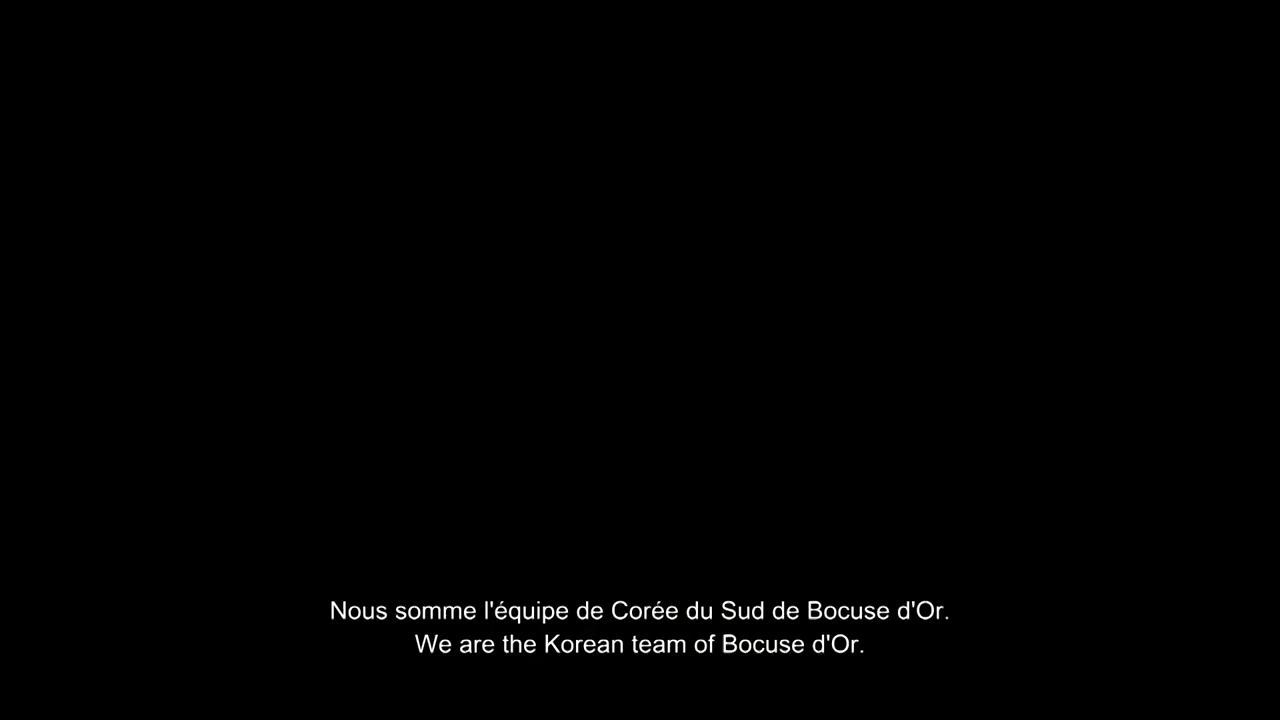 Nous somme l'équipe de Corée du Sud de Bocuse d'Or.
We are the Korean team of Bocuse d'Or.